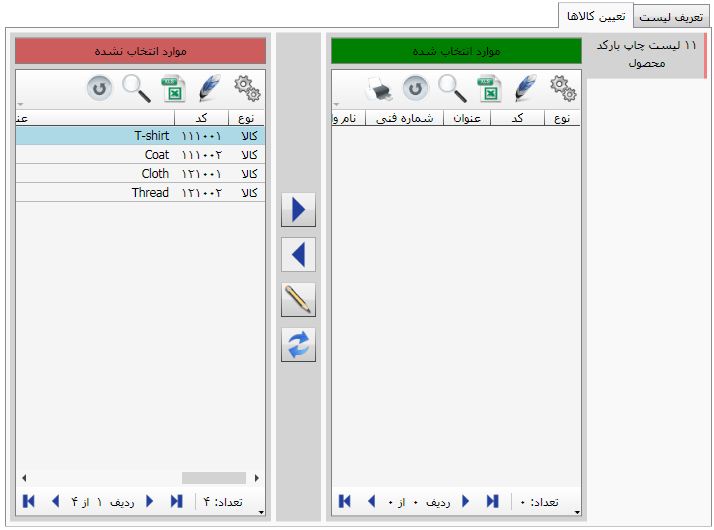 تعریف لیست
تعیین کالاها
۱۱ لیست چاپ بارکد
محصول
موارد انتخاب شده
نوع کد عنوان شماره فنی نام وا
تعداد: ۰ ردیف ۰ از ۰
موارد انتخاب نشده
نوع کد عن
کالا ۱۱۱۰۰۱ T-shirt
کالا ۱۱۱۰۰۲ Coat
کالا ۱۲۱۰۰۱ Cloth
کالا ۱۲۱۰۰۲ Thread
تعداد: ۴ ردیف ۱ از ۴